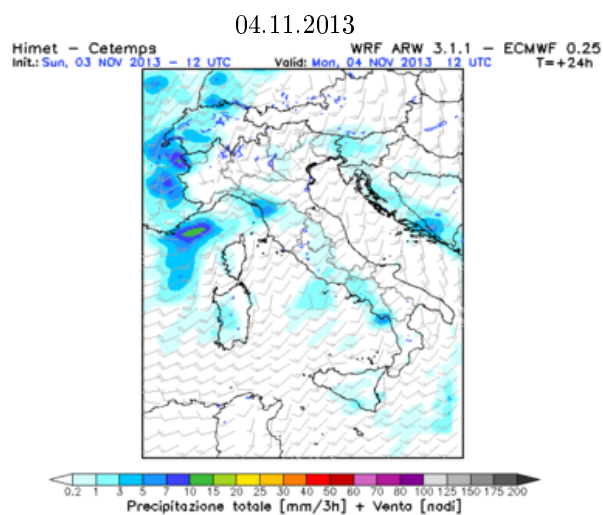 04.11.2013
Himet – Cetemps WRF ARW 3.1.1 – ECMWF 0.25
Init.: Sun, 03 NOV 2013 – 12 UTC Valid: Mon, 04 NOV 2013 12 UTC T=+24h
0.2 1 3 5 7 10 15 20 25 30 40 50 60 70 80 100 125 150 175 200
Precipitazione totale [mm/3h] + Vento [nodi]